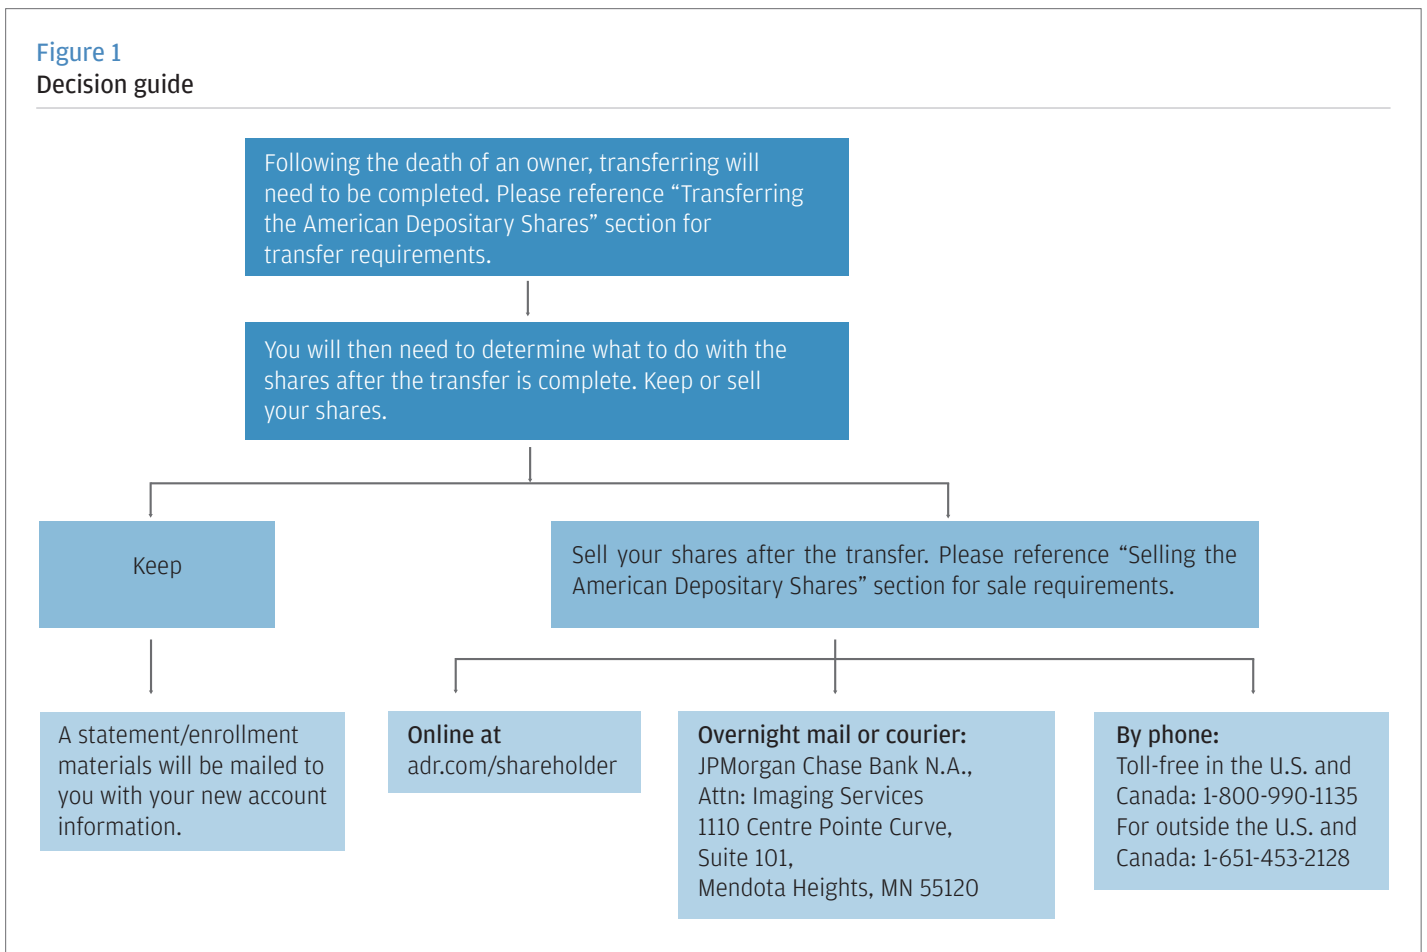 Figure 1
Decision guide
Following the death of an owner, transferring will
need to be completed. Please reference “Transferring
the American Depositary Shares” section for
transfer requirements.
You will then need to determine what to do with the
shares after the transfer is complete. Keep or sell
your shares.
Keep
Sell your shares after the transfer. Please reference “Selling the
American Depositary Shares” section for sale requirements.
A statement/enrollment
materials will be mailed to
you with your new account
information.
Online at
adr.com/shareholder
Overnight mail or courier:
JPMorgan Chase Bank N.A.,
Attn: Imaging Services
1110 Centre Pointe Curve,
Suite 101,
Mendota Heights, MN 55120
By phone:
Toll-free in the U.S. and
Canada: 1-800-990-1135
For outside the U.S. and
Canada: 1-651-453-2128